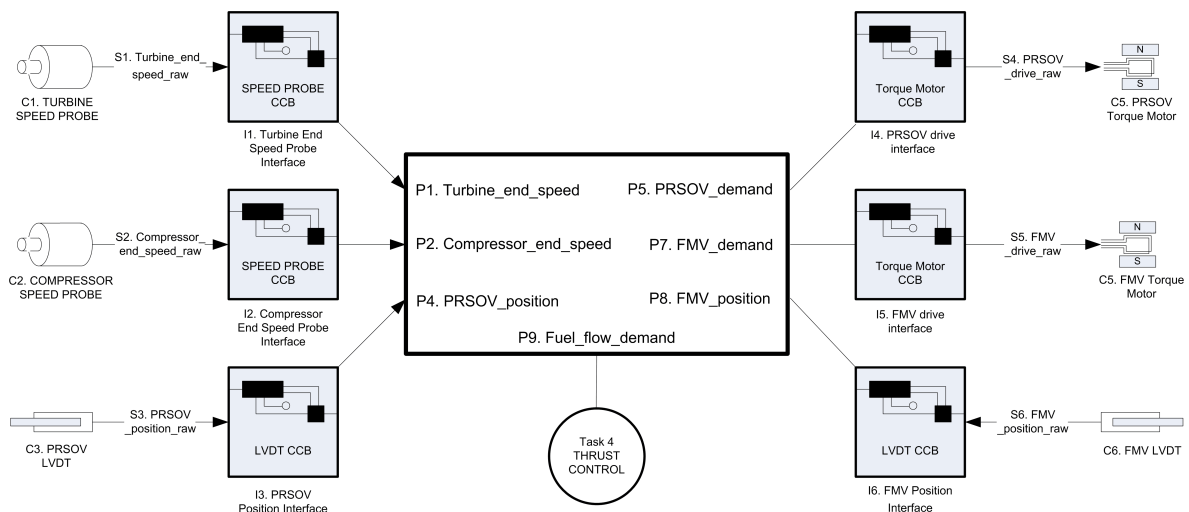 S1. Turbine_end_
speed_raw
C1. TURBINE
SPEED PROBE
SPEED PROBE
CCB
I1. Turbine End
Speed Probe
Interface
S2. Compressor_
end_speed_raw
C2. COMPRESSOR
SPEED PROBE
SPEED PROBE
CCB
I2. Compressor
End Speed Probe
Interface
S3. PRSOV
_position_raw
C3. PRSOV
LVDT
LVDT CCB
I3. PRSOV
Position Interface
P1. Turbine_end_speed
P5. PRSOV_demand
P2. Compressor_end_speed
P7. FMV_demand
P4. PRSOV_position
P8. FMV_position
P9. Fuel_flow_demand
Task 4
THRUST
CONTROL
Torque Motor
CCB
I4. PRSOV drive
interface
S4. PRSOV
_drive_raw
N
S
C5. PRSOV
Torque Motor
Torque Motor
CCB
I5. FMV drive
interface
S5. FMV
_drive_raw
N
S
C5. FMV Torque
Motor
LVDT CCB
I6. FMV Position
Interface
S6. FMV
_position_raw
C6. FMV LVDT